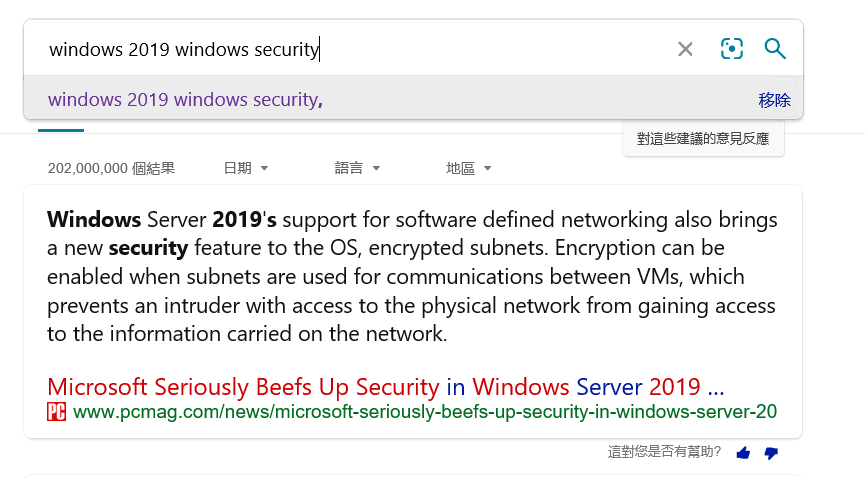 windows 2019 windows security
windows 2019 windows security, 移除
對這些建議的意見反應
202,000,000 個結果 日期 語言 地區
Windows Server 2019's support for software defined networking also brings
a new security feature to the OS, encrypted subnets. Encryption can be
enabled when subnets are used for communications between VMs, which
prevents an intruder with access to the physical network from gaining access
to the information carried on the network.
Microsoft Seriously Beefs Up Security in Windows Server 2019 ...
PC www.pcmag.com/news/microsoft-seriously-beefs-up-security-in-windows-server-20
這對您是否有幫助?